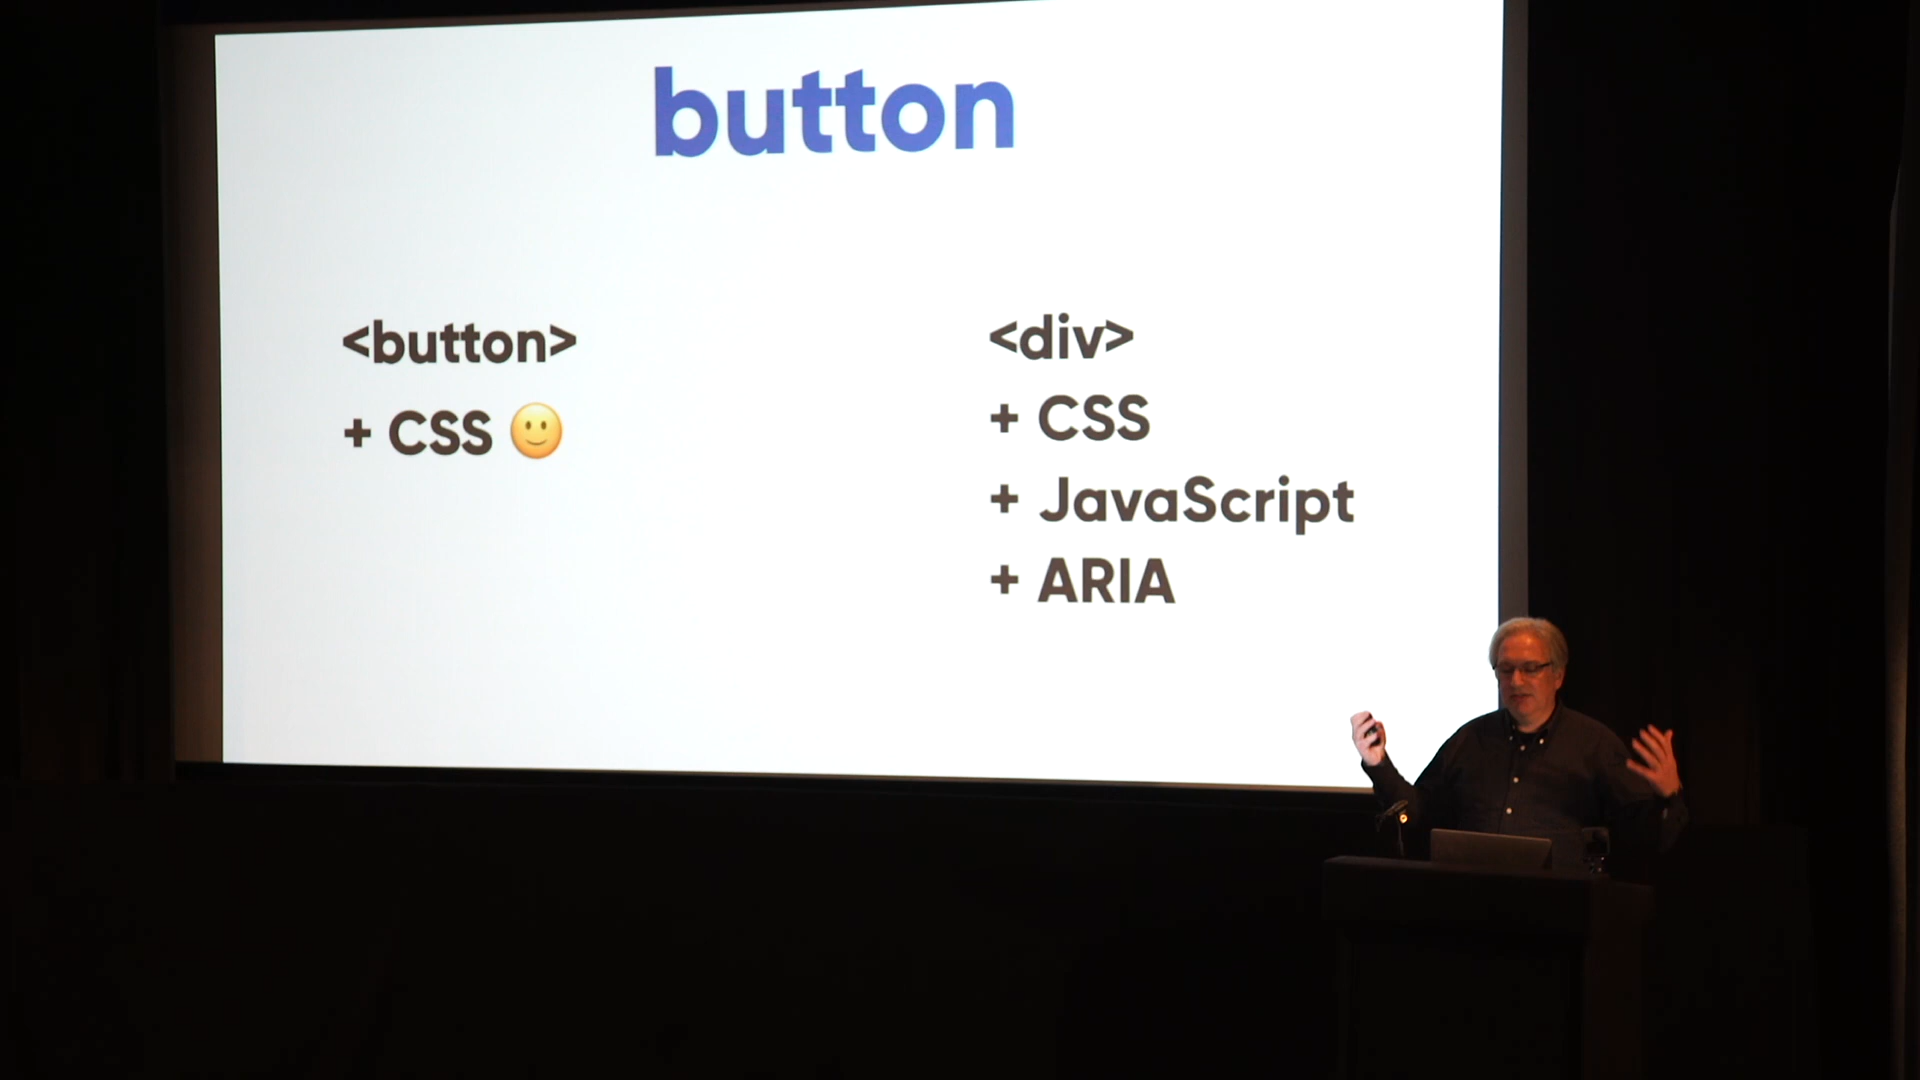 button
<button>
+ CSS 🙂
<div>
+ CSS
+ JavaScript
+ ARIA